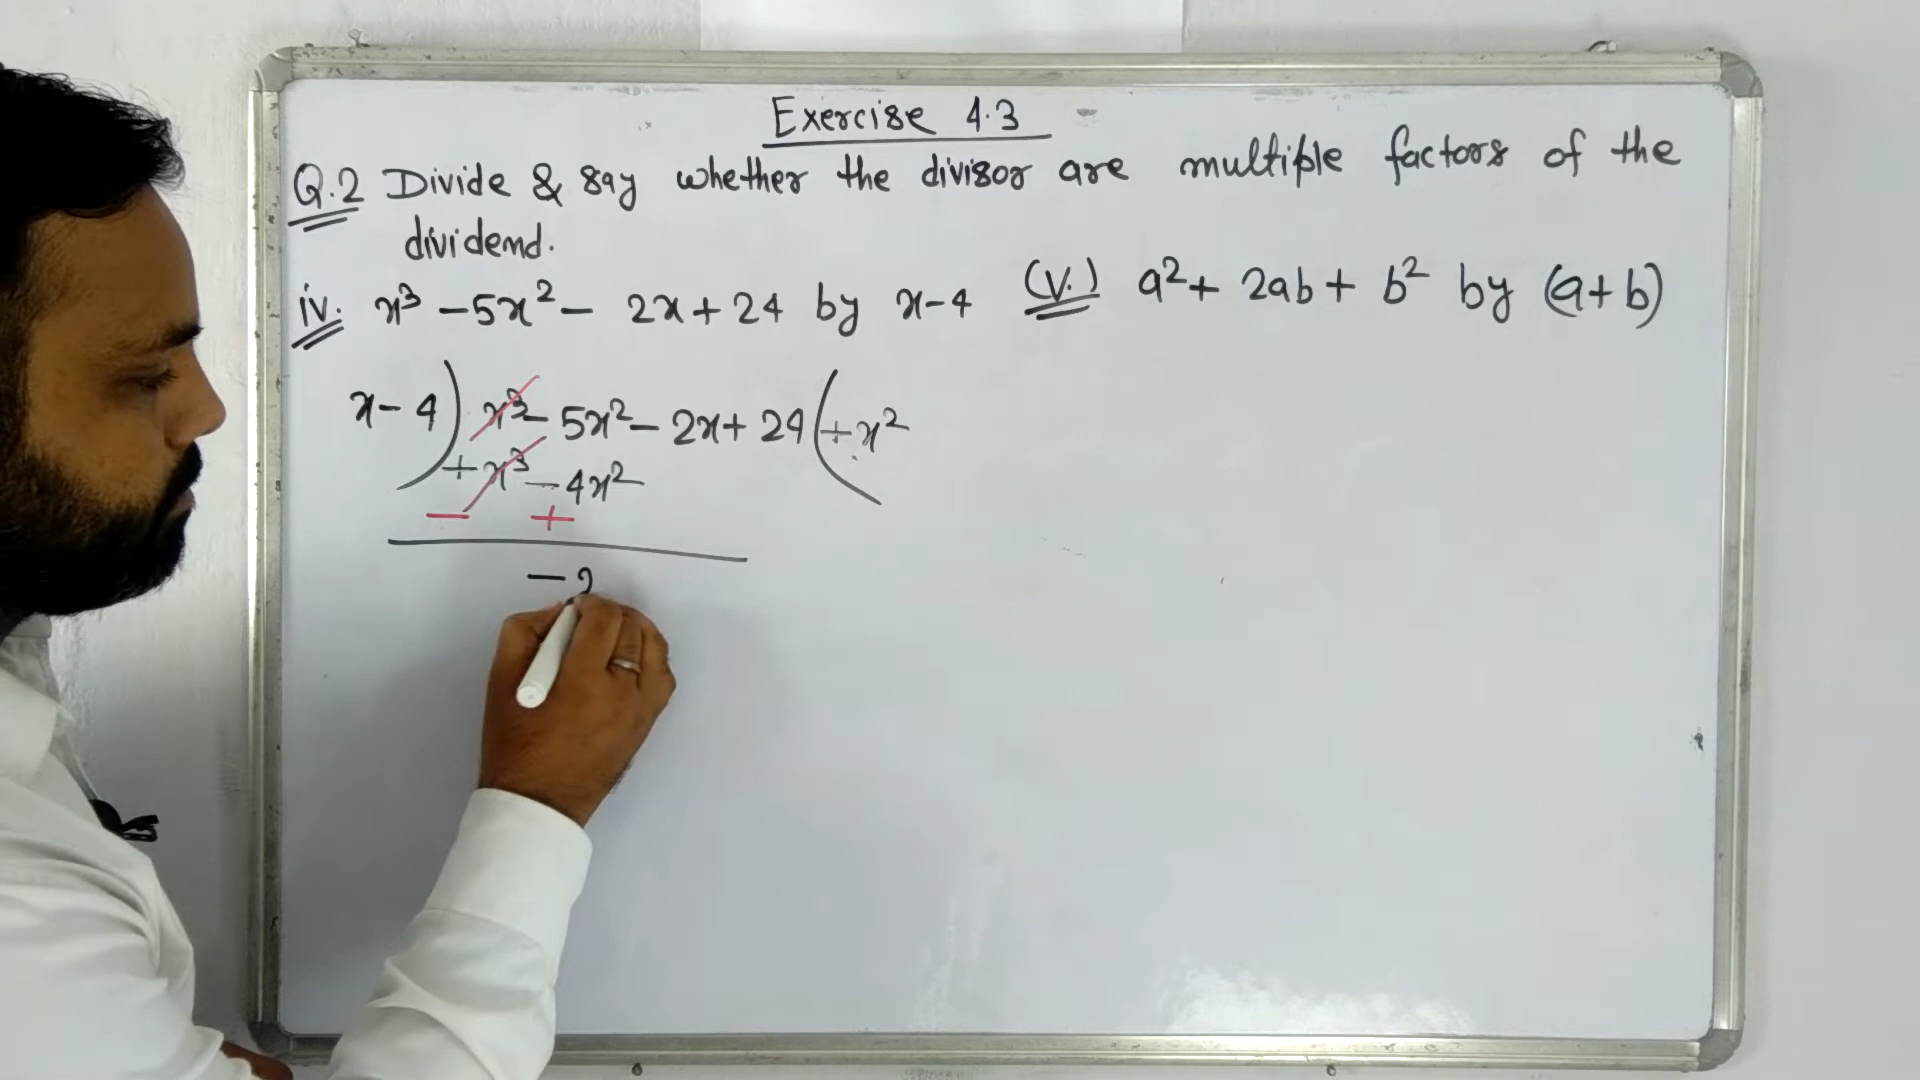 Exercise 4.3
Q.2 Divide & say whether the divisor are multiple factors of the
dividend.
iv. x³ - 5x² - 2x + 24 by x - 4
(V.) a² + 2ab + b² by (a + b)
x - 4 ) x³ - 5x² - 2x + 24 ( + x²
+ x³ - 4x²
- +
-